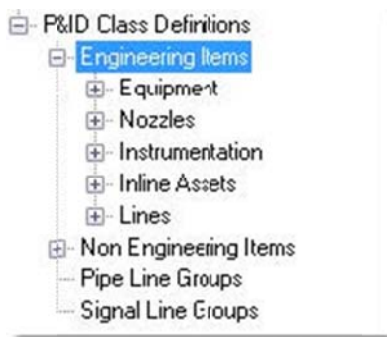 P&ID Class Definitions
Engineering Items
Equipment
Nozzles
Instrumentation
Inline Assets
Lines
Non Engineering Items
Pipe Line Groups
Signal Line Groups